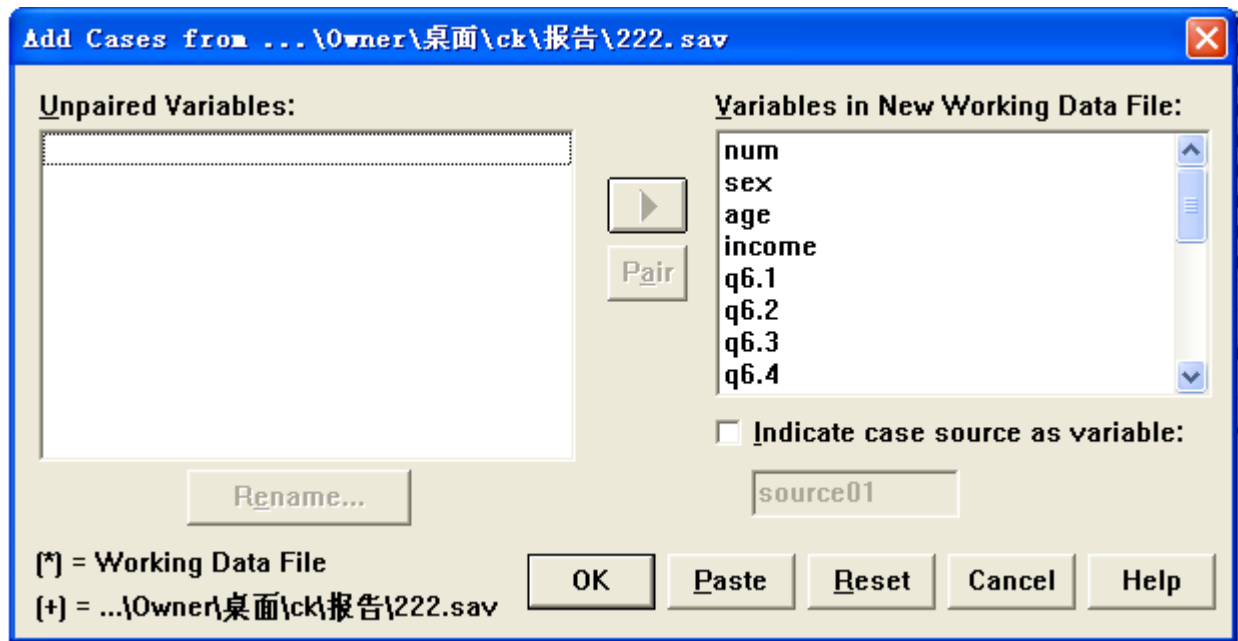 Add Cases from ...\Owner\桌面\ck\报告\222.sav
Unpaired Variables:
Variables in New Working Data File:
num
sex
age
income
q6.1
q6.2
q6.3
q6.4
Pair
Indicate case source as variable:
source01
Rename...
(*) = Working Data File
(+) = ...\Owner\桌面\ck\报告\222.sav
OK Paste Reset Cancel Help